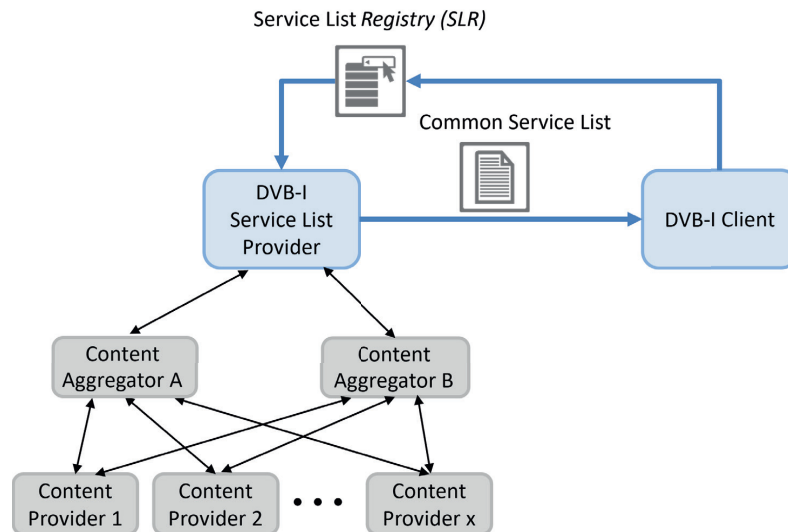 Service List Registry (SLR)
Common Service List
DVB-I
Service List
Provider
DVB-I Client
Content
Aggregator A
Content
Aggregator B
Content
Provider 1
Content
Provider 2
• • •
Content
Provider x